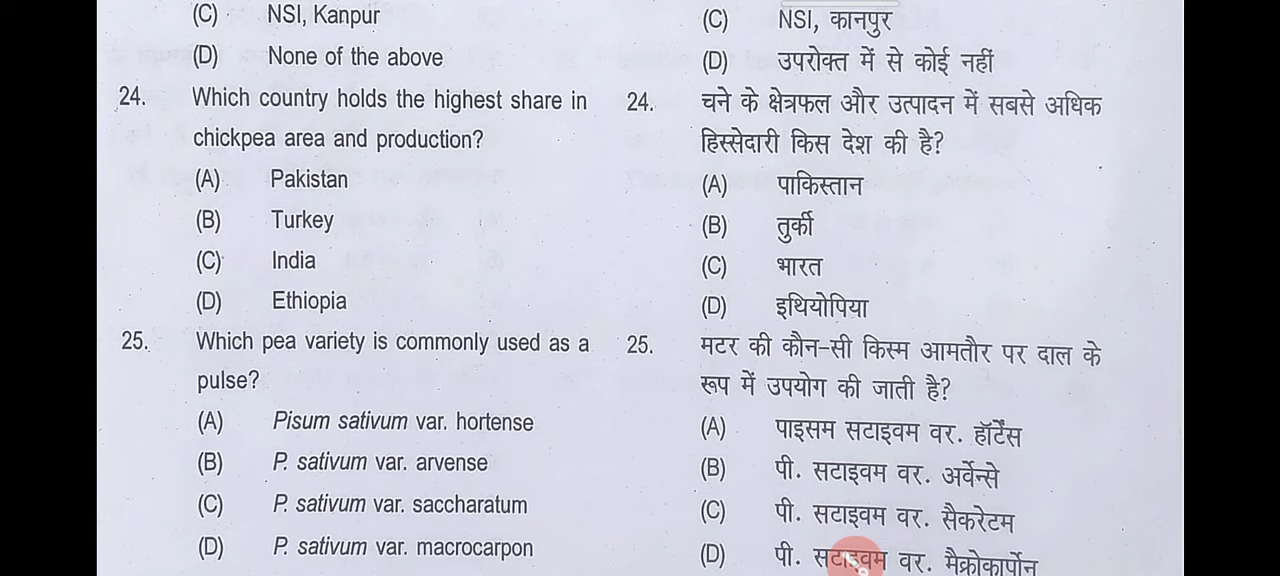 (C) NSI, Kanpur
(D) None of the above
24. Which country holds the highest share in
chickpea area and production?
(A) Pakistan
(B) Turkey
(C) India
(D) Ethiopia
25. Which pea variety is commonly used as a
pulse?
(A) Pisum sativum var. hortense
(B) P. sativum var. arvense
(C) P. sativum var. saccharatum
(D) P. sativum var. macrocarpon
(C) NSI, कानपुर
(D) उपरोक्त में से कोई नहीं
24. चने के क्षेत्रफल और उत्पादन में सबसे अधिक
हिस्सेदारी किस देश की है?
(A) पाकिस्तान
(B) तुर्की
(C) भारत
(D) इथियोपिया
25. मटर की कौन-सी किस्म आमतौर पर दाल के
रूप में उपयोग की जाती है?
(A) पाइसम सटाइवम वर. हॉर्टेंस
(B) पी. सटाइवम वर. अर्वेन्से
(C) पी. सटाइवम वर. सैकरेटम
(D) पी. सटाइवम वर. मैक्रोकार्पोन